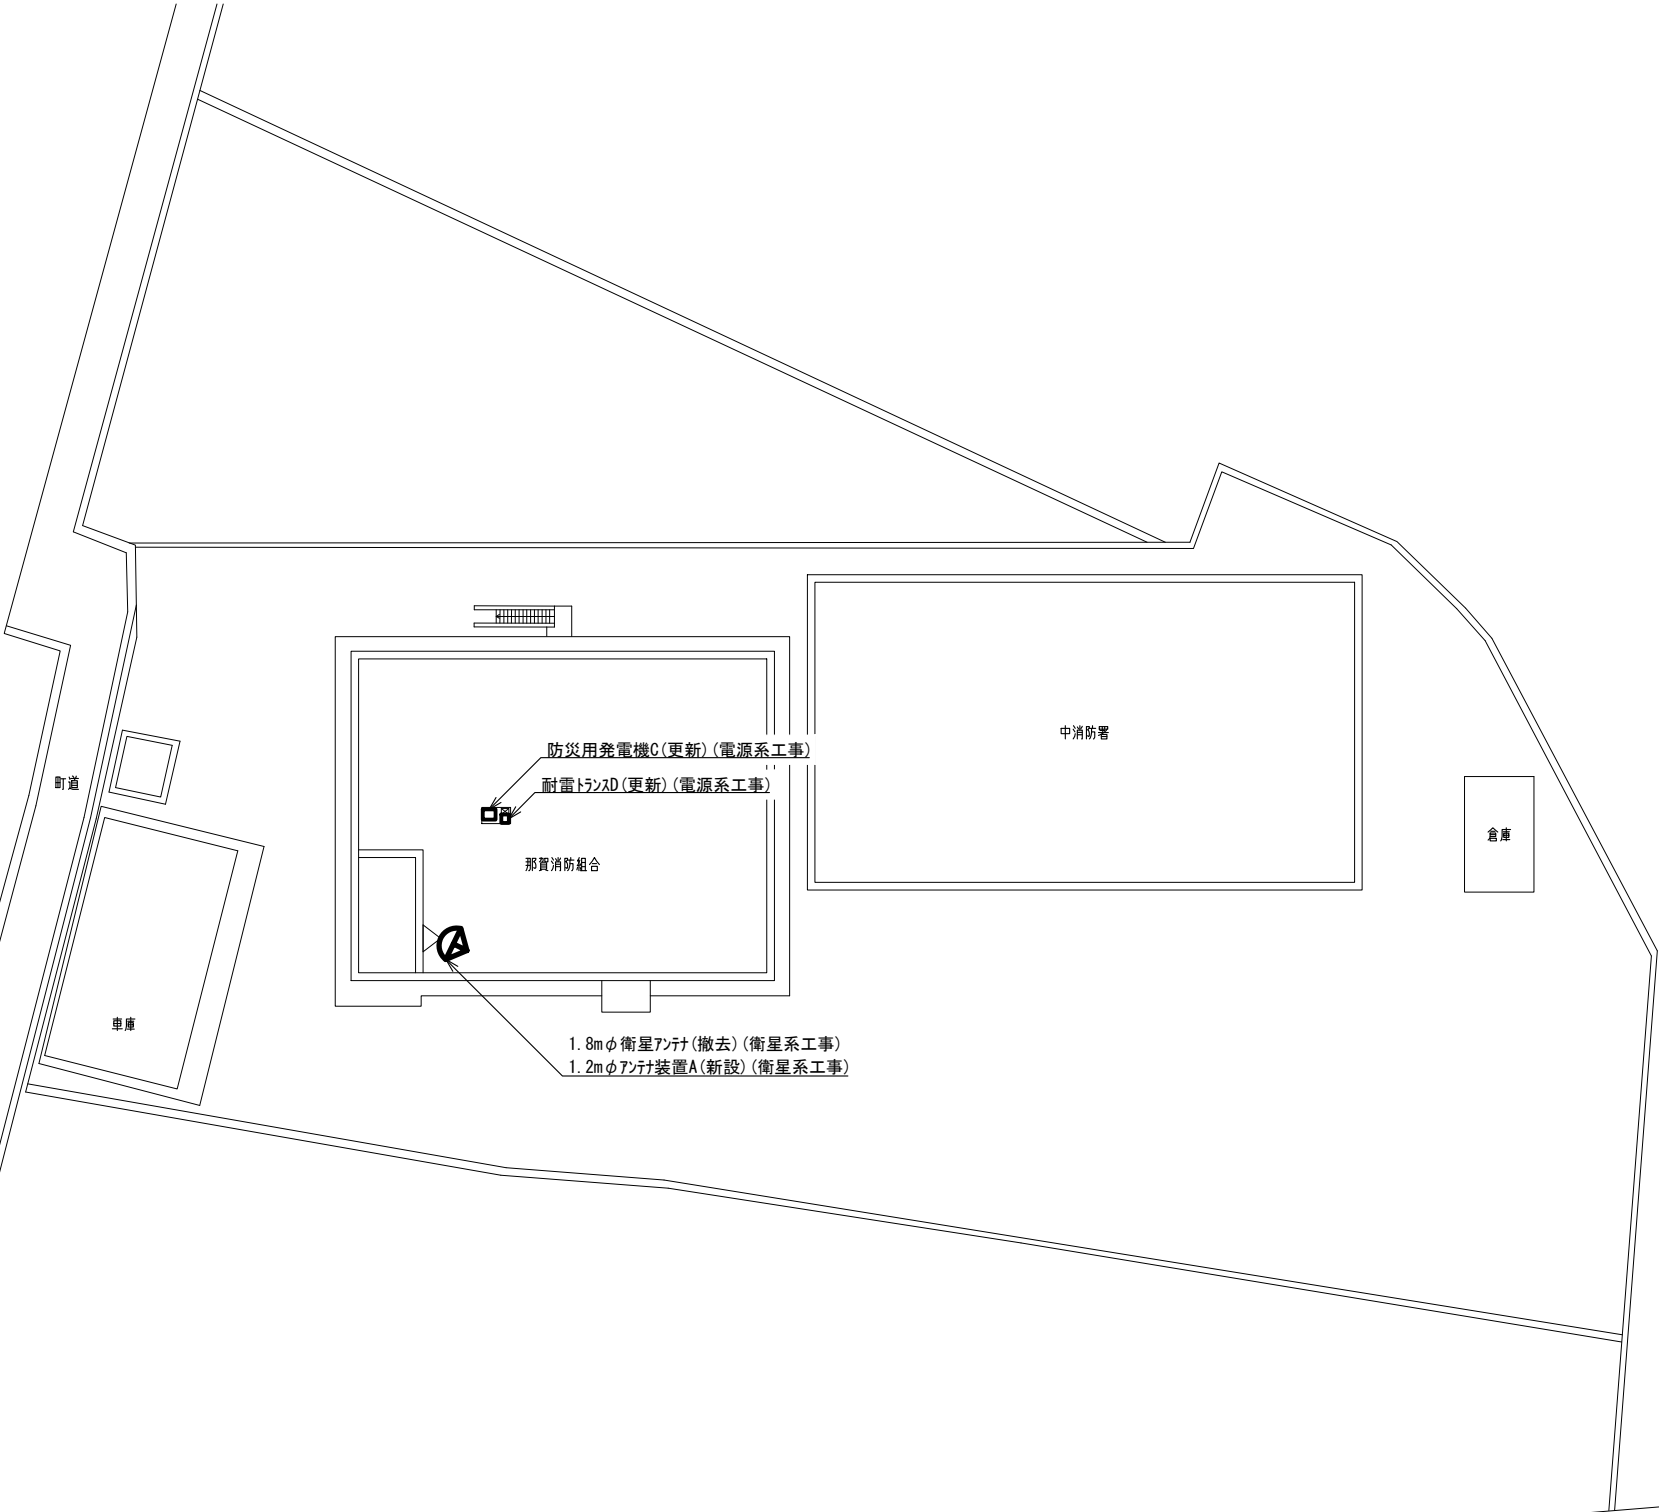 中消防署
防災用発電機C(更新)(電源系工事)
町道
耐雷ﾄﾗﾝｽD(更新)(電源系工事)
倉庫
那賀消防組合
車庫
1.8mφ衛星ｱﾝﾃﾅ(撤去)(衛星系工事)
1.2mφｱﾝﾃﾅ装置A(新設)(衛星系工事)